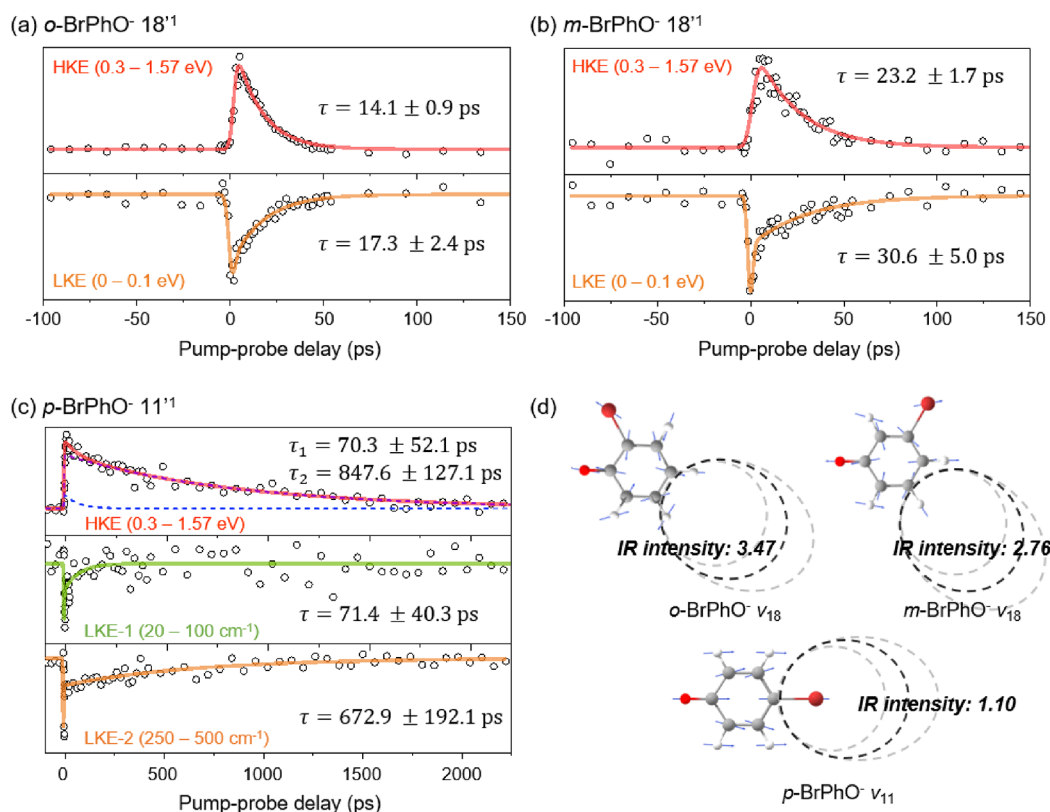 (a) o-BrPhO⁻ 18'¹
HKE (0.3 – 1.57 eV)
τ = 14.1 ± 0.9 ps
τ = 17.3 ± 2.4 ps
LKE (0 – 0.1 eV)
-100 -50 0 50 100 150
Pump-probe delay (ps)
(b) m-BrPhO⁻ 18'¹
HKE (0.3 – 1.57 eV)
τ = 23.2 ± 1.7 ps
τ = 30.6 ± 5.0 ps
LKE (0 – 0.1 eV)
-100 -50 0 50 100 150
Pump-probe delay (ps)
(c) p-BrPhO⁻ 11'¹
τ₁ = 70.3 ± 52.1 ps
τ₂ = 847.6 ± 127.1 ps
HKE (0.3 – 1.57 eV)
τ = 71.4 ± 40.3 ps
LKE-1 (20 – 100 cm⁻¹)
τ = 672.9 ± 192.1 ps
LKE-2 (250 – 500 cm⁻¹)
0 500 1000 1500 2000
Pump-probe delay (ps)
(d)
IR intensity: 3.47
o-BrPhO⁻ ν₁₈
IR intensity: 2.76
m-BrPhO⁻ ν₁₈
IR intensity: 1.10
p-BrPhO⁻ ν₁₁